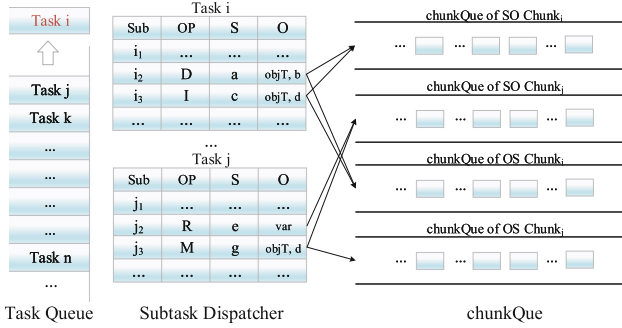 Task i
Task j
Task k
...
...
...
...
Task n
...
Task Queue
Task i
Sub OP S O
i₁ ... ... ...
i₂ D a objT, b
i₃ I c objT, d
... ... ... ...
...
Task j
Sub OP S O
j₁ ... ... ...
j₂ R e var
j₃ M g objT, d
... ... ... ...
Subtask Dispatcher
chunkQue of SO Chunkᵢ
... ... ...
chunkQue of SO Chunkⱼ
... ... ...
chunkQue of OS Chunkᵢ
... ... ...
chunkQue of OS Chunkⱼ
... ... ...
chunkQue